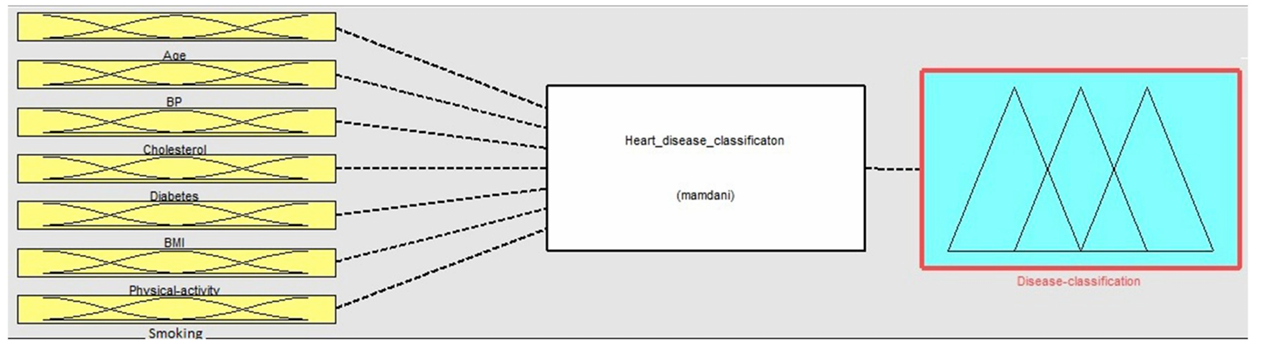 Age
BP
Cholesterol
Diabetes
BMI
Physical-activity
Smoking
Heart_disease_classificaton
(mamdani)
Disease-classification